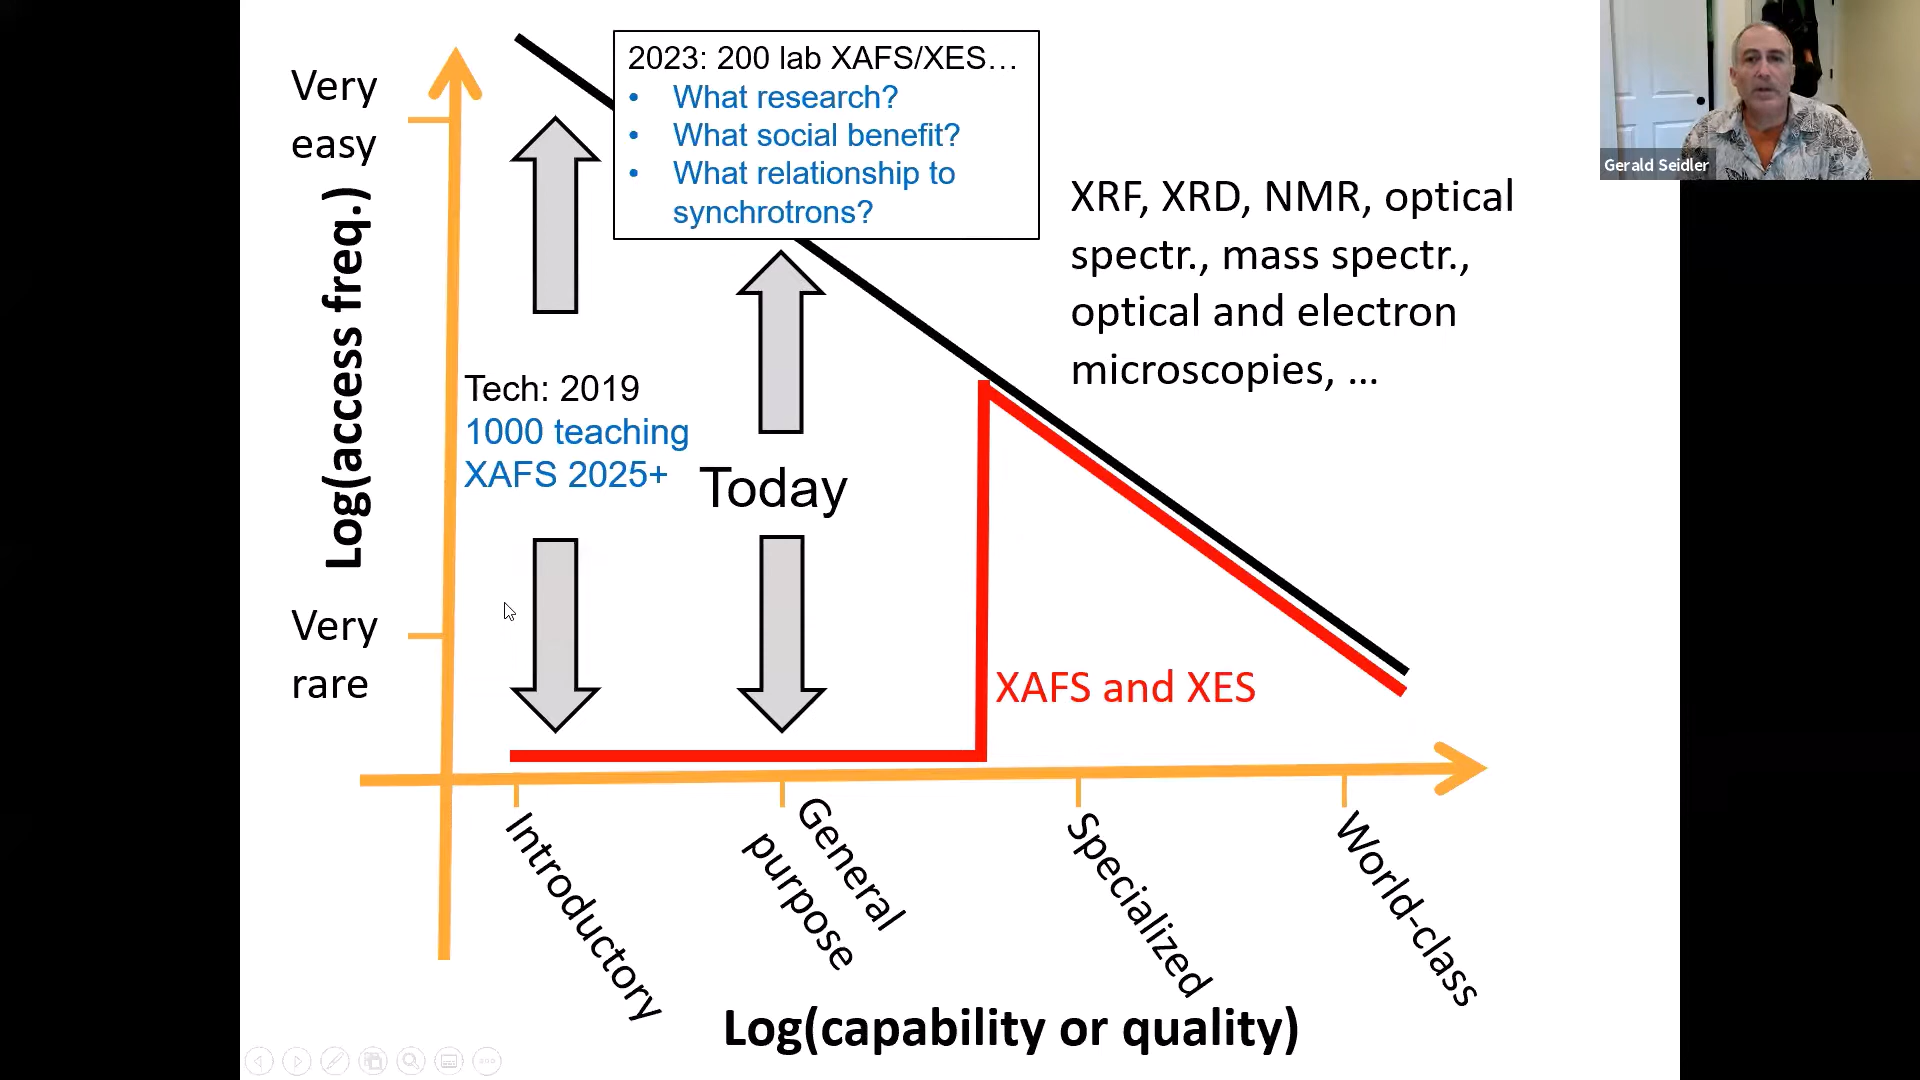 Very
easy
Log(access freq.)
Very
rare
2023: 200 lab XAFS/XES…
• What research?
• What social benefit?
• What relationship to
synchrotrons?
XRF, XRD, NMR, optical
spectr., mass spectr.,
optical and electron
microscopies, …
Tech: 2019
1000 teaching
XAFS 2025+
Today
XAFS and XES
Introductory
General
purpose
Specialized
World-class
Log(capability or quality)
Gerald Seidler